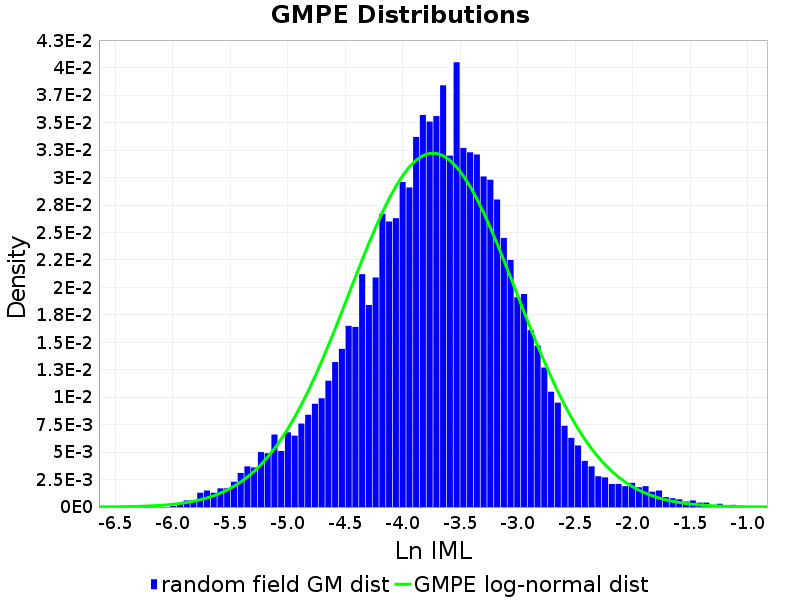 GMPE Distributions
4.3E-2
4E-2
3.7E-2
3.5E-2
3.3E-2
3E-2
2.8E-2
2.5E-2
2.2E-2
2E-2
1.8E-2
1.5E-2
1.3E-2
1E-2
7.5E-3
5E-3
2.5E-3
0E0
Density
-6.5 -6.0 -5.5 -5.0 -4.5 -4.0 -3.5 -3.0 -2.5 -2.0 -1.5 -1.0
Ln IML
random field GM dist GMPE log-normal dist